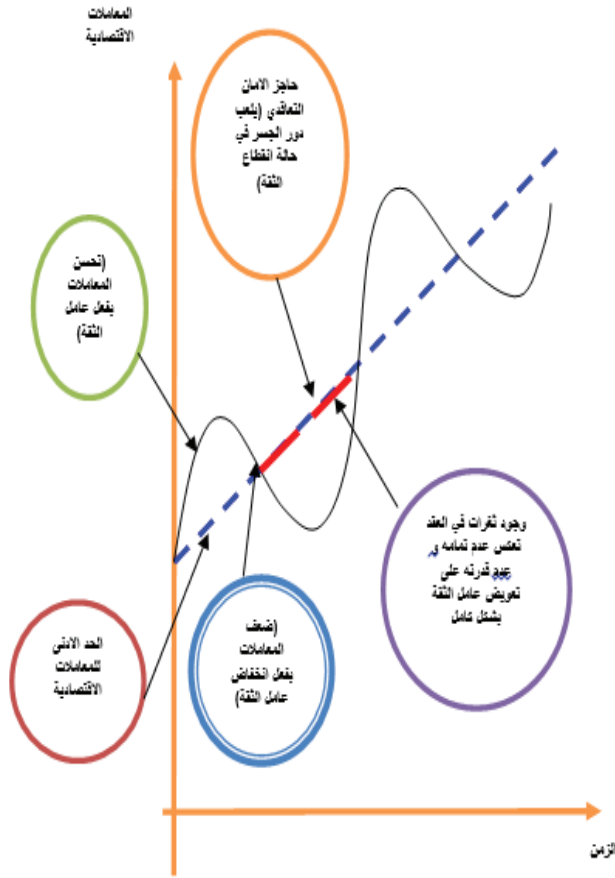 المعاملات
الاقتصادية
حاجز الامان
التعاقدي (يلعب
دور الجسر في
حالة انقطاع
الثقة)
(تحسن
المعاملات
بفعل عامل
الثقة)
وجود ثغرات في العقد
تعكس عدم تمامه و
عدم قدرته على
تعويض عامل الثقة
بشكل كامل
(ضعف
المعاملات
بفعل انخفاض
عامل الثقة)
الحد الادنى
للمعاملات
الاقتصادية
الزمن